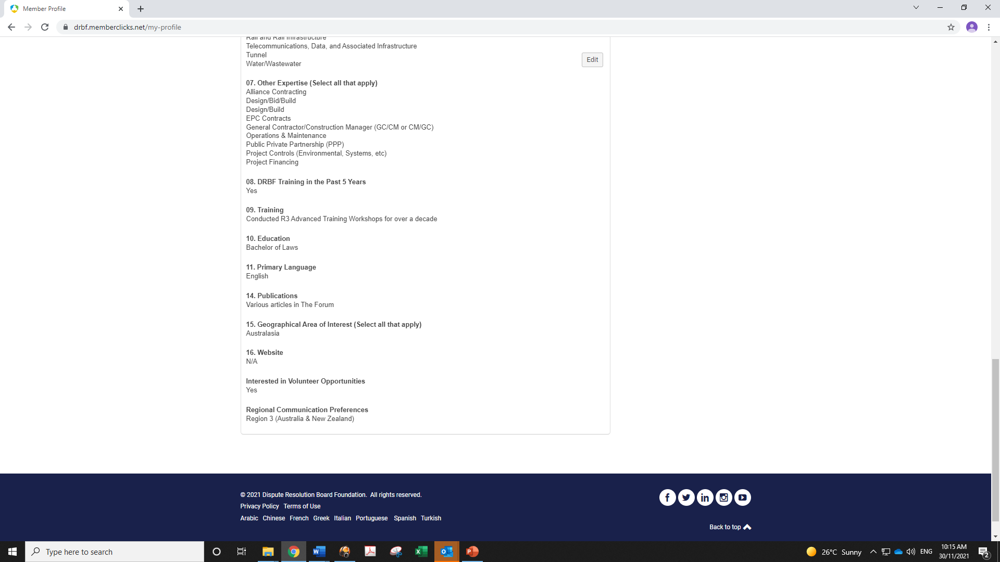 Member Profile
drbf.memberclicks.net/my-profile
Rail and Rail Infrastructure
Telecommunications, Data, and Associated Infrastructure
Tunnel
Edit
Water/Wastewater
07. Other Expertise (Select all that apply)
Alliance Contracting
Design/Bid/Build
Design/Build
EPC Contracts
General Contractor/Construction Manager (GC/CM or CM/GC)
Operations & Maintenance
Public Private Partnership (PPP)
Project Controls (Environmental, Systems, etc)
Project Financing
08. DRBF Training in the Past 5 Years
Yes
09. Training
Conducted R3 Advanced Training Workshops for over a decade
10. Education
Bachelor of Laws
11. Primary Language
English
14. Publications
Various articles in The Forum
15. Geographical Area of Interest (Select all that apply)
Australasia
16. Website
N/A
Interested in Volunteer Opportunities
Yes
Regional Communication Preferences
Region 3 (Australia & New Zealand)
© 2021 Dispute Resolution Board Foundation. All rights reserved.
Privacy Policy Terms of Use
Arabic Chinese French Greek Italian Portuguese Spanish Turkish
Back to top
Type here to search
26°C Sunny
ENG
10:15 AM
30/11/2021
2